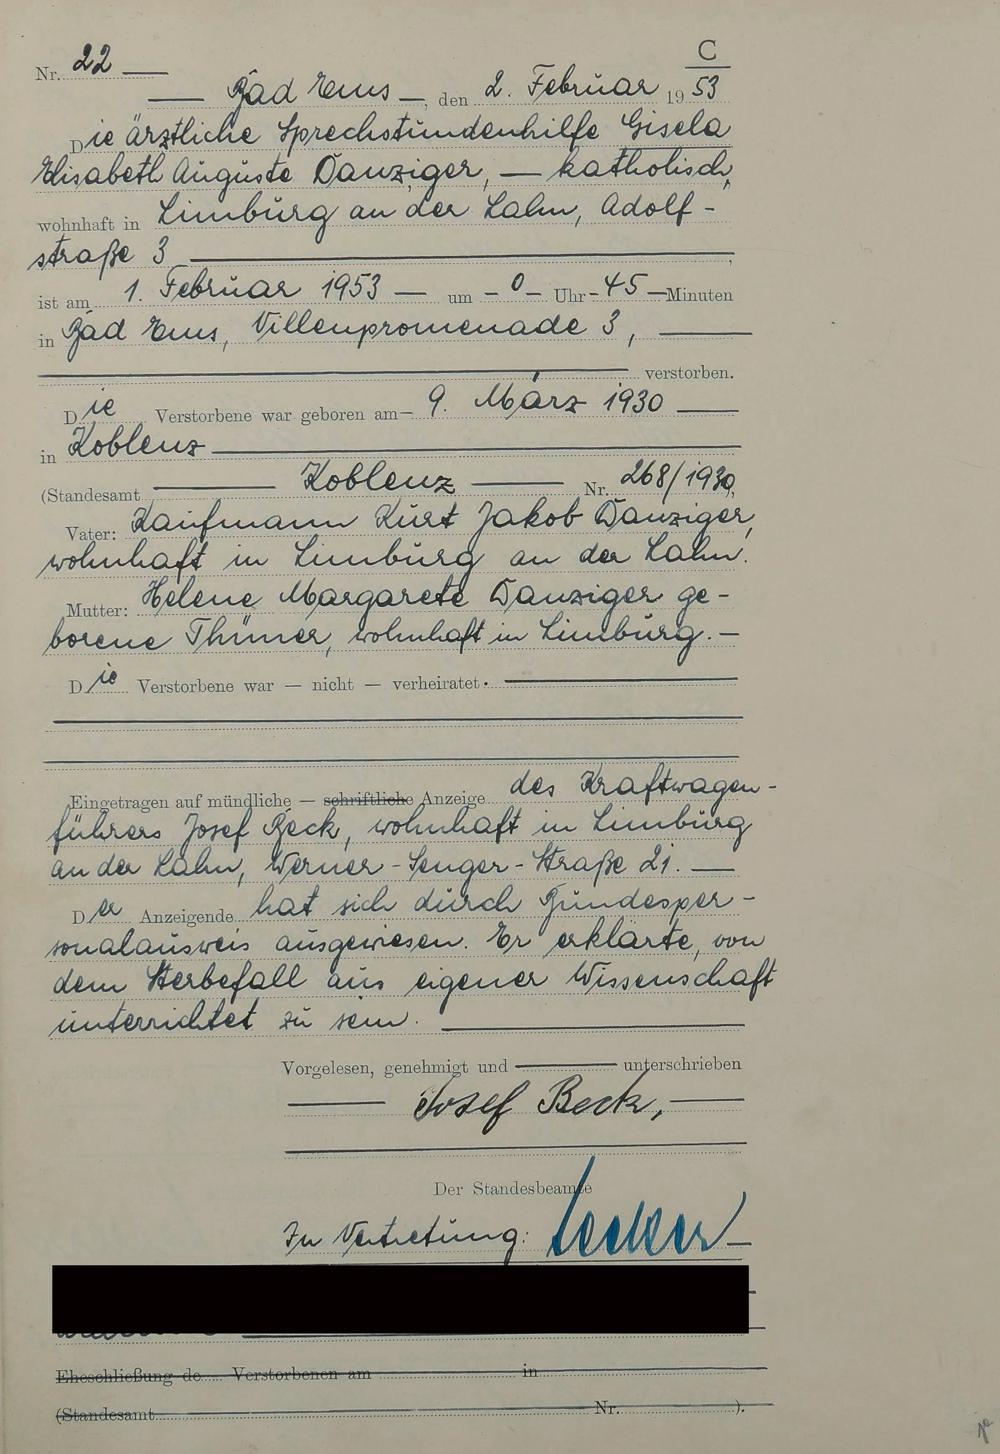 C
Nr. 22 —
— Bad Ems —, den 2. Februar 1953
Die ärztliche Sprechstundenhilfe Gisela
Elisabeth Auguste Danziger, — katholisch,
wohnhaft in Limburg an der Lahn, Adolf-
straße 3 —,
ist am 1. Februar 1953 — um — 0 — Uhr — 45 — Minuten
in Bad Ems, Villenpromenade 3, —
— verstorben.
Die Verstorbene war geboren am — 9. März 1930 —
in Koblenz —
(Standesamt — Koblenz — Nr. 268/1930,
Vater: Kaufmann Kurt Jakob Danziger,
wohnhaft in Limburg an der Lahn.
Mutter: Helene Margarete Danziger ge-
borene Thümer, wohnhaft in Limburg. —
Die Verstorbene war — nicht — verheiratet. —
Eingetragen auf mündliche — schriftliche Anzeige des Kraftwagen-
führers Josef Beck, wohnhaft in Limburg
an der Lahn, Werner-Senger-Straße 21. —
Der Anzeigende hat sich durch Bundesper-
sonalausweis ausgewiesen. Er erklärte, von
dem Sterbefall aus eigener Wissenschaft
unterrichtet zu sein. —
Vorgelesen, genehmigt und — unterschrieben
— Josef Beck, —
Der Standesbeamte
In Vertretung:
Eheschließung de Verstorbenen am in
(Standesamt Nr. ).